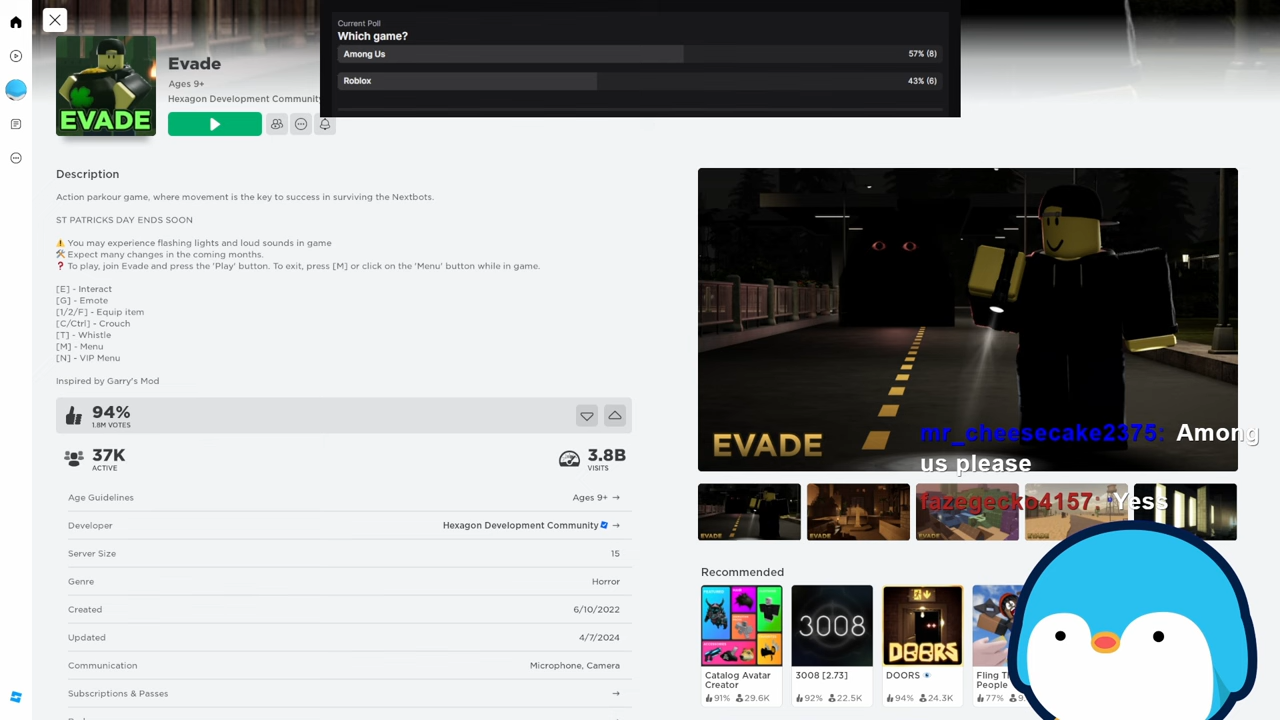 Current Poll
Which game?
Among Us 57% (8)
Roblox 43% (6)
EVADE
Evade
Ages 9+
Hexagon Development Community
Description
Action parkour game, where movement is the key to success in surviving the Nextbots.
ST PATRICKS DAY ENDS SOON
⚠️ You may experience flashing lights and loud sounds in game
🛠️ Expect many changes in the coming months.
❓ To play, join Evade and press the 'Play' button. To exit, press [M] or click on the 'Menu' button while in game.
[E] - Interact
[G] - Emote
[1/2/F] - Equip item
[C/Ctrl] - Crouch
[T] - Whistle
[M] - Menu
[N] - VIP Menu
Inspired by Garry's Mod
94%
1.8M VOTES
37K
ACTIVE
3.8B
VISITS
Age Guidelines Ages 9+ →
Developer Hexagon Development Community →
Server Size 15
Genre Horror
Created 6/10/2022
Updated 4/7/2024
Communication Microphone, Camera
Subscriptions & Passes →
EVADE
mr_cheesecake2375: Among
us please
fazegecko4157: Yess
EVADE
EVADE
EVADE
EVADE
Recommended
3008
DOORS
Catalog Avatar
Creator
91% 29.6K
3008 [2.73]
92% 22.5K
DOORS
94% 24.3K
Fling
People
77%